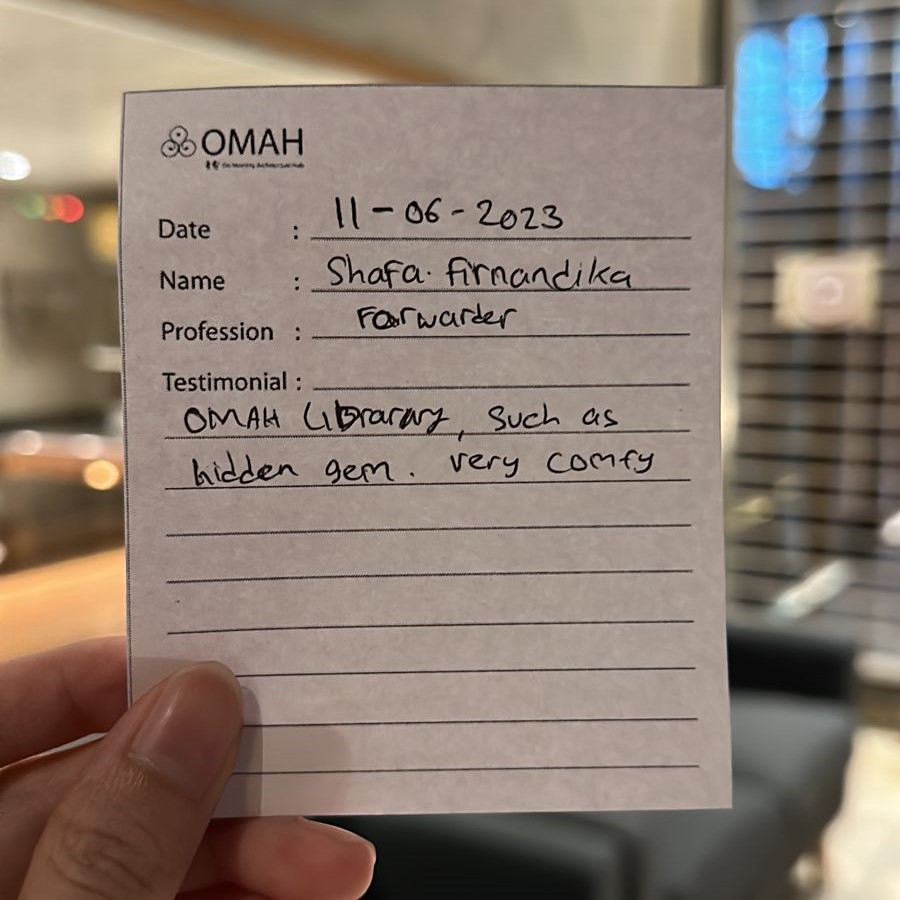 OMAH
Date : 11-06-2023
Name : Shafa. Firnandika
Profession : Forwarder
Testimonial :
OMAH Librarary, such as
hidden gem. very comfy